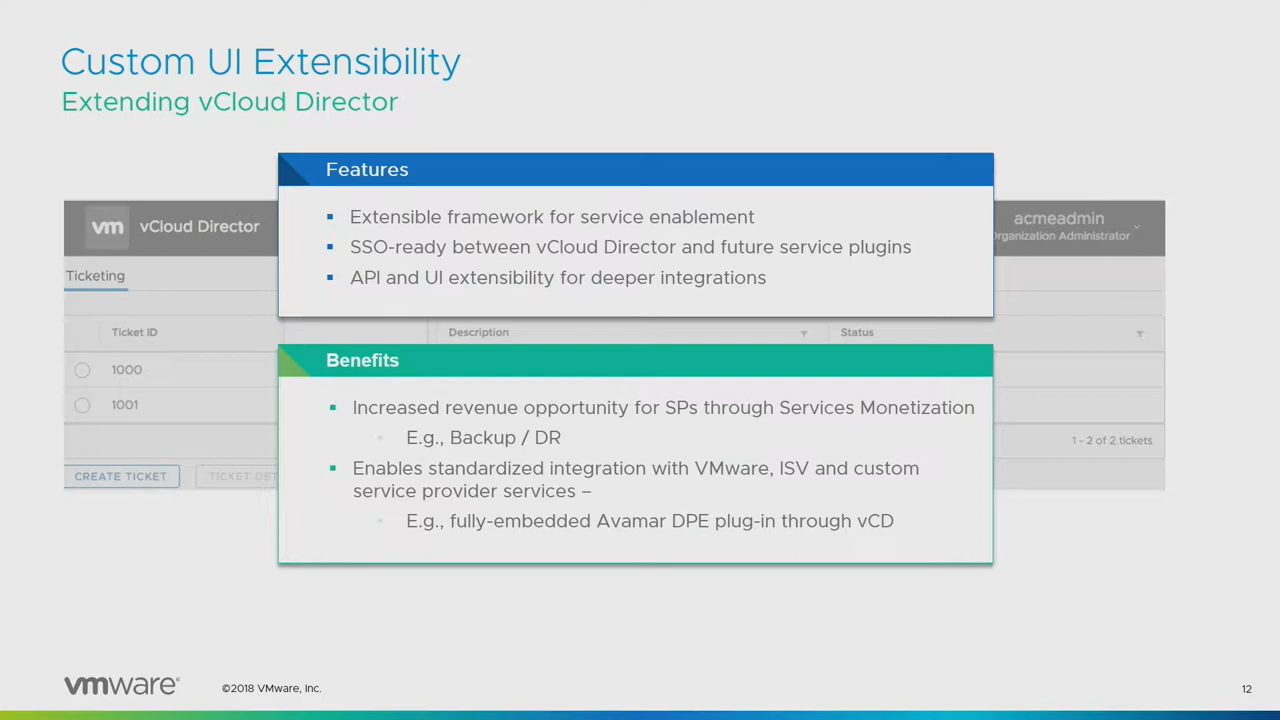 Custom UI Extensibility
Extending vCloud Director
Features
▪ Extensible framework for service enablement
▪ SSO-ready between vCloud Director and future service plugins
▪ API and UI extensibility for deeper integrations
vm vCloud Director
acmeadmin
Organization Administrator
Ticketing
Ticket ID Description Status
1000
1001
1 - 2 of 2 tickets
CREATE TICKET TICKET
Benefits
▪ Increased revenue opportunity for SPs through Services Monetization
▪ E.g., Backup / DR
▪ Enables standardized integration with VMware, ISV and custom
service provider services –
▪ E.g., fully-embedded Avamar DPE plug-in through vCD
vmware®
©2018 VMware, Inc.
12